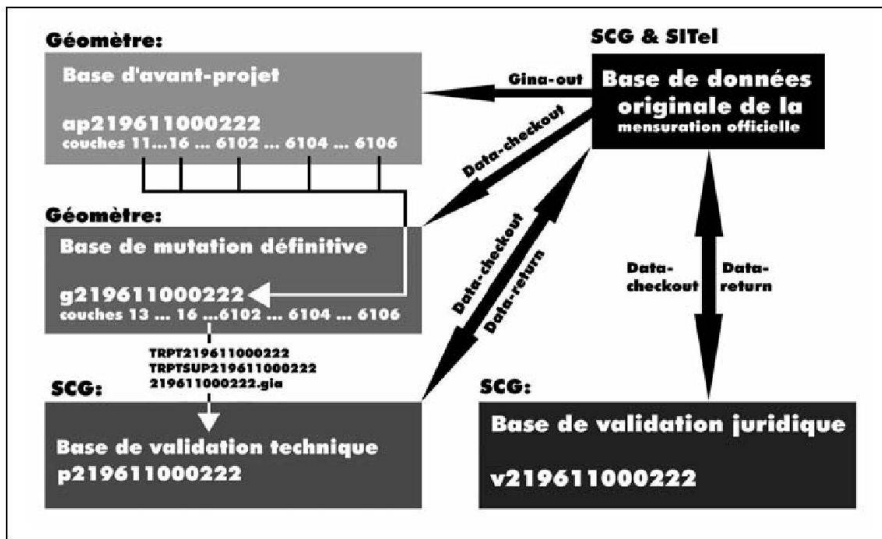 Géomètre:
Base d'avant-projet
ap219611000222
couches 11...16 ... 6102 ... 6104 ... 6106
SCG & SITel
Base de données
originale de la
mensuration officielle
Gina-out
Data-checkout
Géomètre:
Base de mutation définitive
g219611000222
couches 13 ... 16 ...6102 ... 6104 ... 6106
Data-checkout
Data-return
Data-
checkout
Data-
return
TRPT219611000222
TRPTSUP219611000222
219611000222.gia
SCG:
Base de validation technique
p219611000222
SCG:
Base de validation juridique
v219611000222